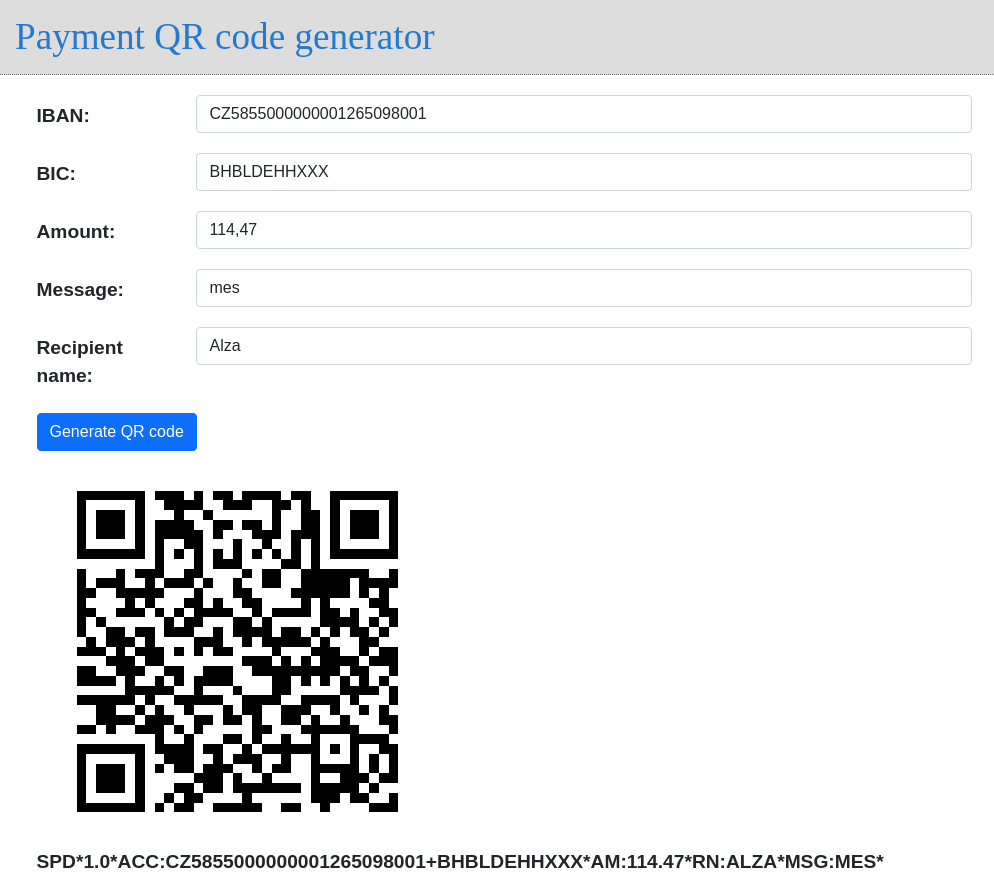 Payment QR code generator
IBAN: CZ5855000000001265098001
BIC: BHBLDEHHXXX
Amount: 114,47
Message: mes
Recipient name: Alza
Generate QR code
SPD*1.0*ACC:CZ5855000000001265098001+BHBLDEHHXXX*AM:114.47*RN:ALZA*MSG:MES*